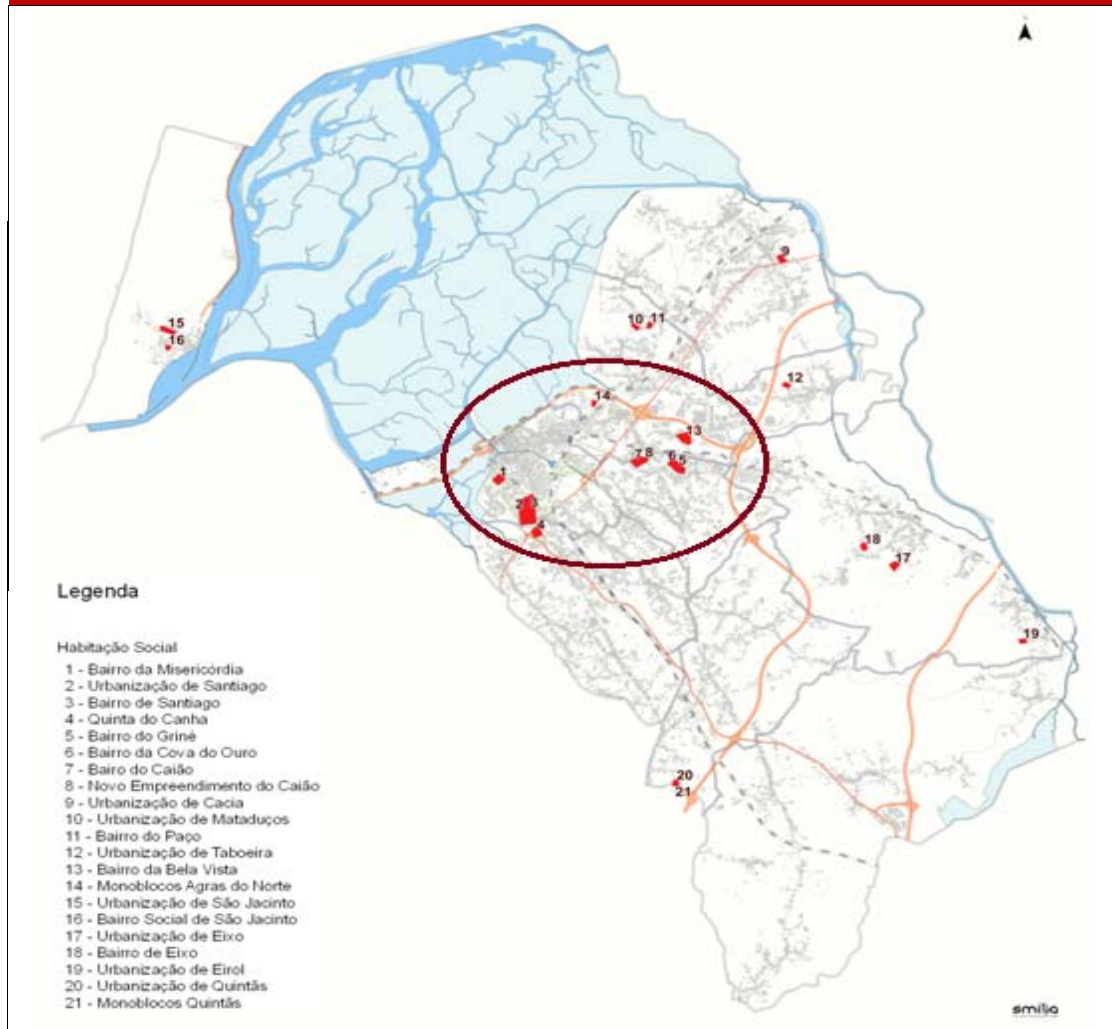 15
16
9
10 11
12
14
13
7 8
6 5
1
2 3
4
18
17
19
20
21
Legenda
Habitação Social
1 - Bairro da Misericórdia
2 - Urbanização de Santiago
3 - Bairro de Santiago
4 - Quinta do Canha
5 - Bairro do Griné
6 - Bairro da Cova do Ouro
7 - Bairo do Caião
8 - Novo Empreendimento do Caião
9 - Urbanização de Cacia
10 - Urbanização de Mataduços
11 - Bairro do Paço
12 - Urbanização de Taboeira
13 - Bairro da Bela Vista
14 - Monoblocos Agras do Norte
15 - Urbanização de São Jacinto
16 - Bairro Social de São Jacinto
17 - Urbanização de Eixo
18 - Bairro de Eixo
19 - Urbanização de Eirol
20 - Urbanização de Quintãs
21 - Monoblocos Quintãs